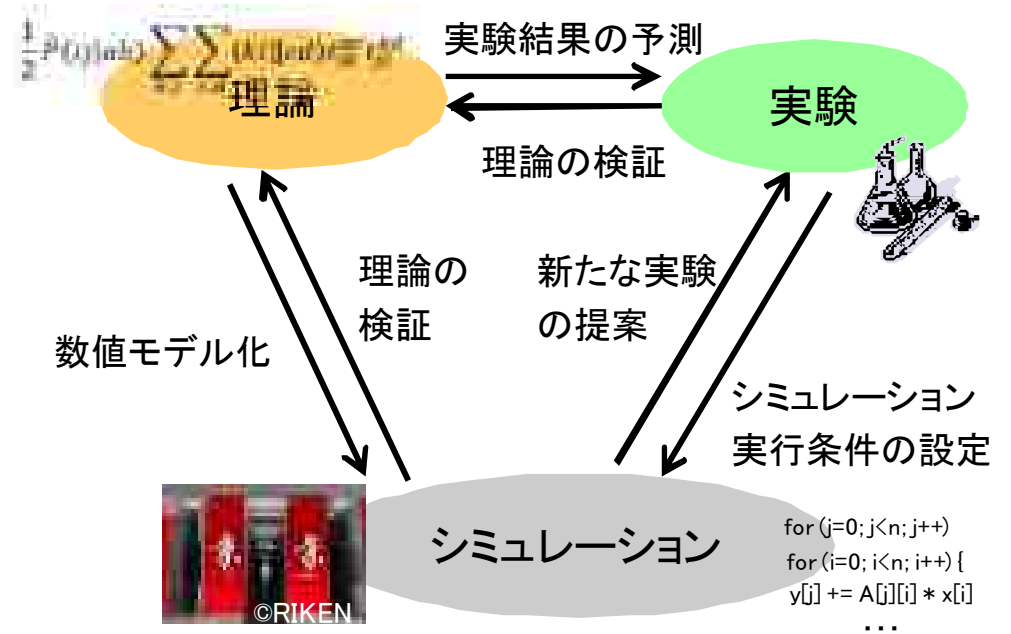 実験結果の予測
理論
実験
理論の検証
理論の
検証
新たな実験
の提案
数値モデル化
シミュレーション
実行条件の設定
シミュレーション
for (j=0; j<n; j++)
for (i=0; i<n; i++) {
y[j] += A[j][i] * x[i]
・・・
©RIKEN